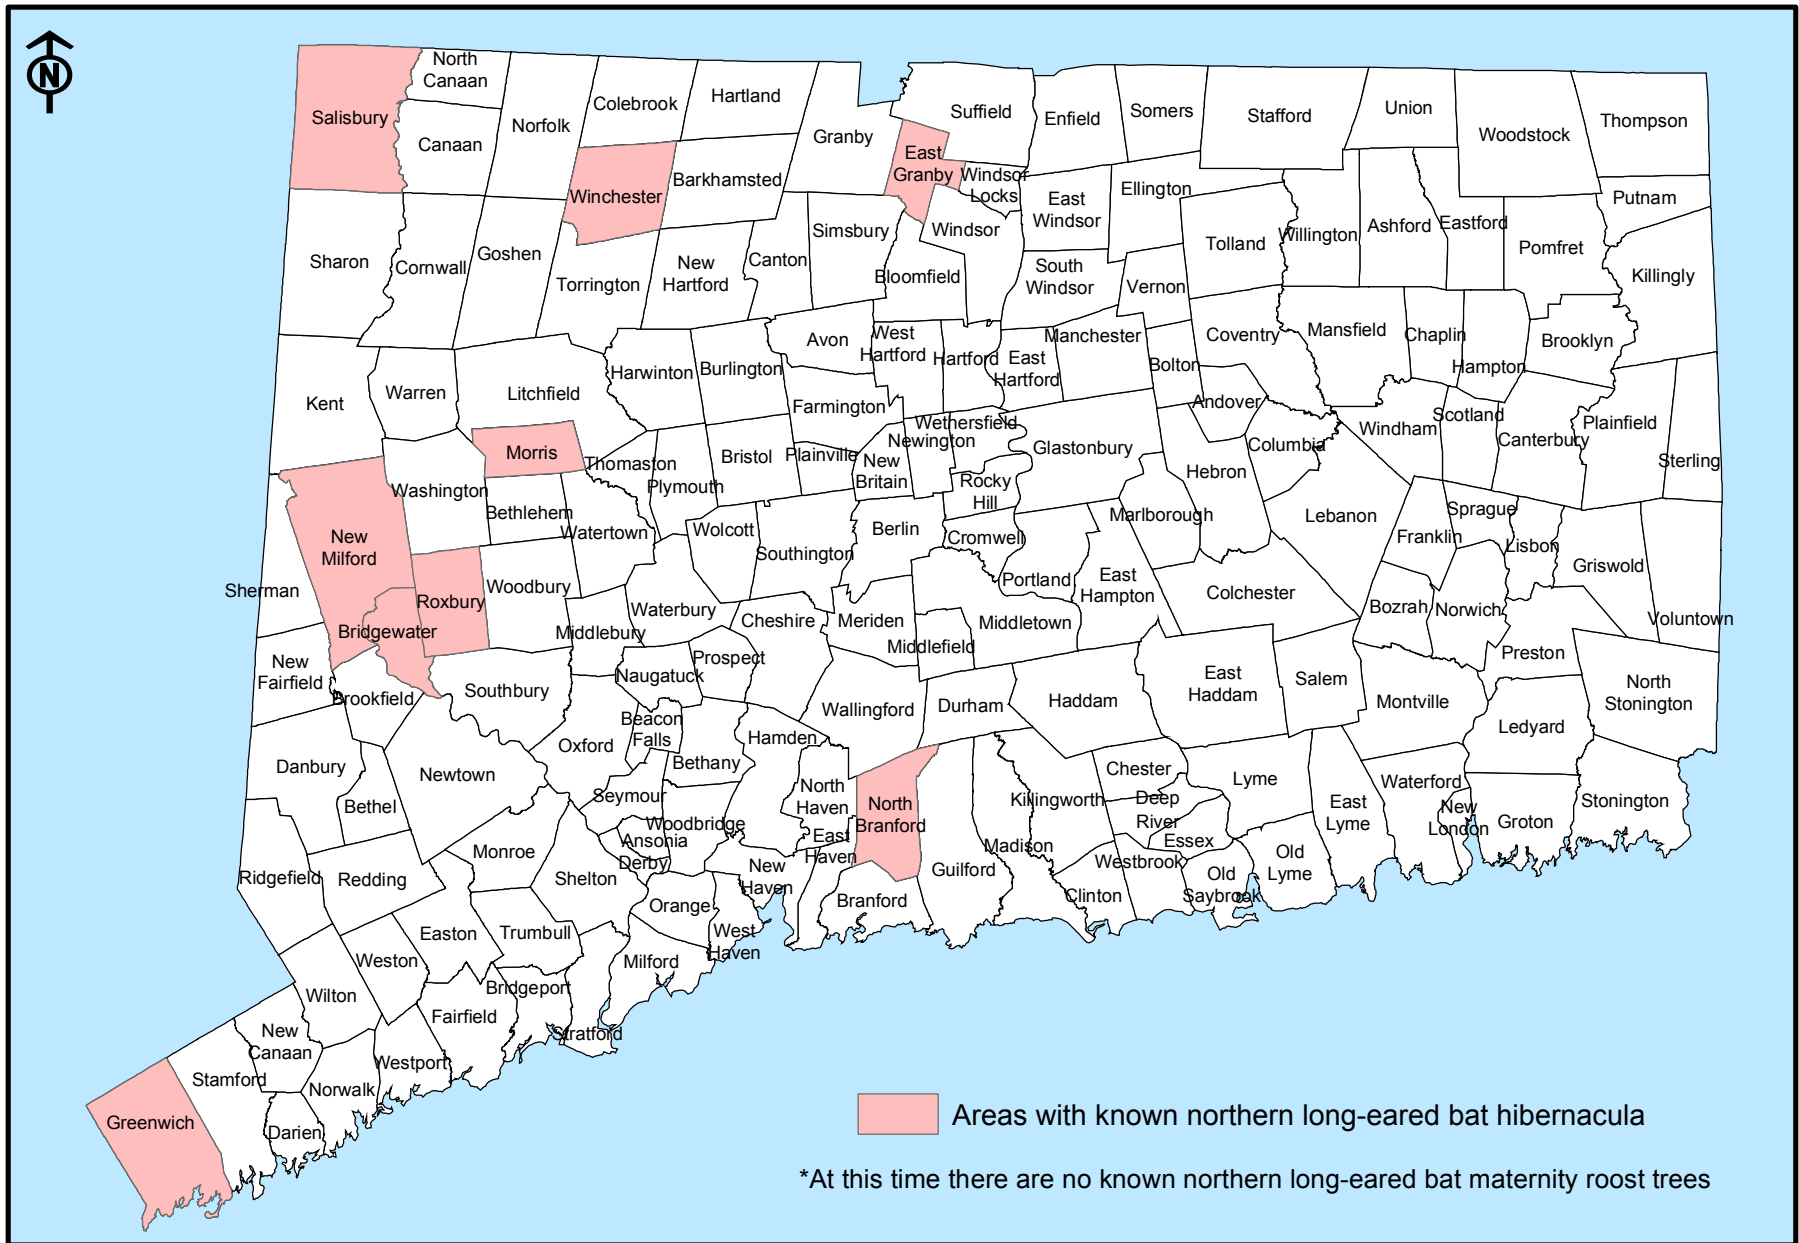 N
North
Canaan
Salisbury
Canaan
Norfolk
Colebrook
Hartland
Granby
Suffield
Enfield
Somers
Stafford
Union
Woodstock
Thompson
East
Granby
Windsor
Locks
Winchester
Barkhamsted
East
Windsor
Ellington
Putnam
Sharon
Cornwall
Goshen
Torrington
New
Hartford
Canton
Simsbury
Bloomfield
Windsor
South
Windsor
Vernon
Tolland
Willington
Ashford
Eastford
Pomfret
Killingly
Kent
Warren
Litchfield
Harwinton
Burlington
Avon
West
Hartford
Hartford
East
Hartford
Manchester
Bolton
Coventry
Mansfield
Chaplin
Hampton
Brooklyn
Farmington
Wethersfield
Newington
Glastonbury
Andover
Columbia
Windham
Scotland
Canterbury
Plainfield
Sterling
Morris
Thomaston
Plymouth
Bristol
Plainville
New
Britain
Rocky
Hill
Hebron
Washington
Bethlehem
Watertown
Wolcott
Southington
Berlin
Cromwell
Marlborough
Lebanon
Sprague
Franklin
Lisbon
Griswold
New
Milford
Sherman
Roxbury
Woodbury
Bridgewater
Middlebury
Waterbury
Cheshire
Meriden
Middlefield
Middletown
Portland
East
Hampton
Colchester
Bozrah
Norwich
Voluntown
Preston
New
Fairfield
Brookfield
Southbury
Naugatuck
Prospect
Wallingford
Durham
Haddam
East
Haddam
Salem
Montville
Ledyard
North
Stonington
Danbury
Bethel
Newtown
Oxford
Beacon
Falls
Bethany
Hamden
North
Haven
North
Branford
Seymour
Woodbridge
Ansonia
Derby
East
Haven
Guilford
Madison
Killingworth
Chester
Deep
River
Essex
Westbrook
Lyme
East
Lyme
Waterford
New
London
Groton
Stonington
Ridgefield
Redding
Monroe
Shelton
New
Haven
Branford
Clinton
Old
Saybrook
Old
Lyme
Easton
Trumbull
Orange
West
Haven
Milford
Weston
Wilton
Bridgeport
Fairfield
Stratford
New
Canaan
Westport
Stamford
Norwalk
Darien
Greenwich
Areas with known northern long-eared bat hibernacula
*At this time there are no known northern long-eared bat maternity roost trees